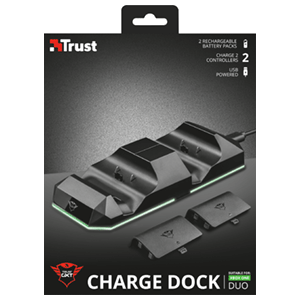 Trust
2 RECHARGEABLE
BATTERY PACKS
CHARGE 2
CONTROLLERS 2
USB
POWERED
GXT
CHARGE DOCK
SUITABLE FOR
XBOX ONE
DUO